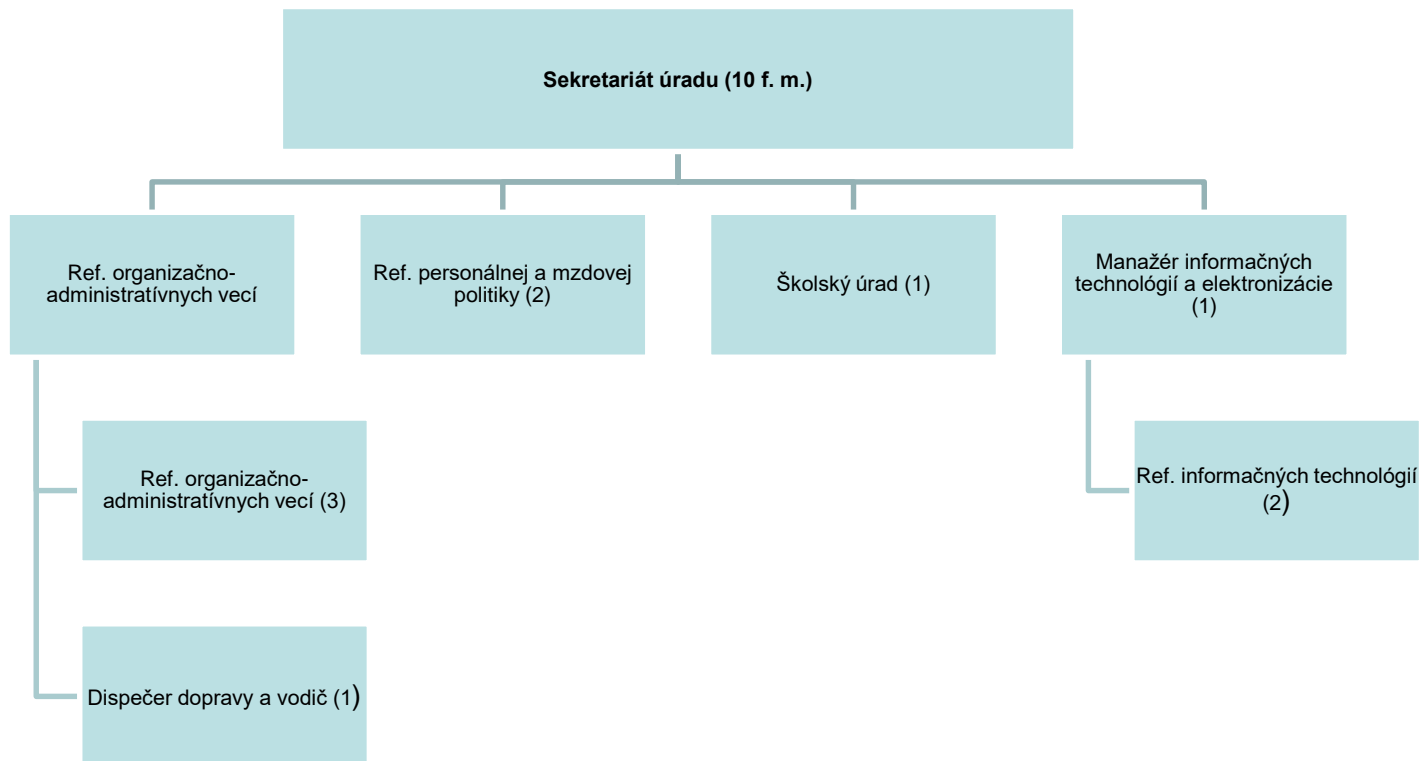 Sekretariát úradu (10 f. m.)
Ref. organizačno-
administratívnych vecí
Ref. personálnej a mzdovej
politiky (2)
Školský úrad (1)
Manažér informačných
technológií a elektronizácie
(1)
Ref. organizačno-
administratívnych vecí (3)
Ref. informačných technológií
(2)
Dispečer dopravy a vodič (1)